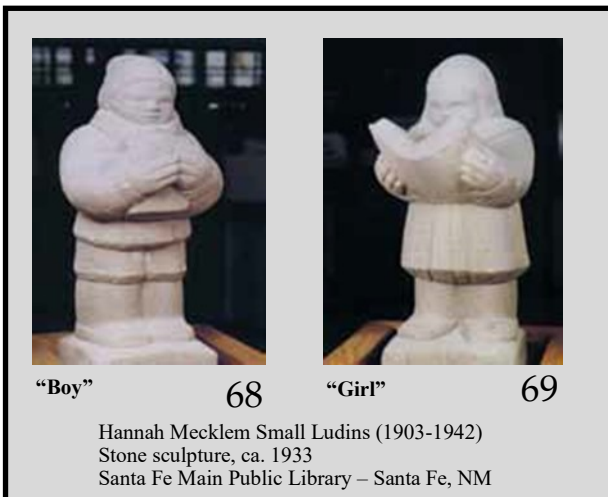 “Boy”
68
“Girl”
69
Hannah Mecklem Small Ludins (1903-1942)
Stone sculpture, ca. 1933
Santa Fe Main Public Library – Santa Fe, NM